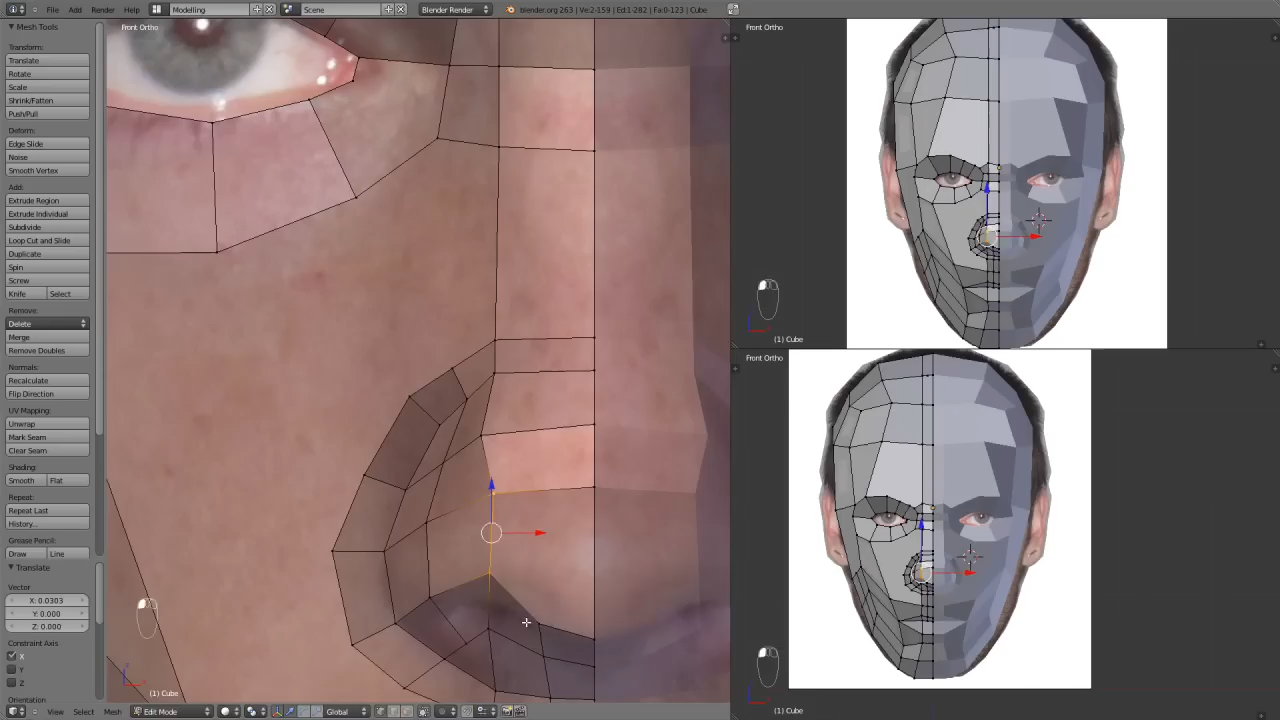 File Add Render Help Modelling Scene Blender Render blender.org 263 | Ve:2-159 | Ed:1-282 | Fa:0-123 | Cube
Mesh Tools
Transform:
Translate
Rotate
Scale
Shrink/Fatten
Push/Pull
Deform:
Edge Slide
Noise
Smooth Vertex
Add:
Extrude Region
Extrude Individual
Subdivide
Loop Cut and Slide
Duplicate
Spin
Screw
Knife Select
Remove:
Delete
Merge
Remove Doubles
Normals:
Recalculate
Flip Direction
UV Mapping:
Unwrap
Mark Seam
Clear Seam
Shading:
Smooth Flat
Repeat:
Repeat Last
History...
Grease Pencil:
Draw Line
Translate
Vector
X: 0.0303
Y: 0.000
Z: 0.000
Constraint Axis
X
Y
Z
Orientation
Front Ortho
(1) Cube
Front Ortho
(1) Cube
Front Ortho
(1) Cube
View Select Mesh Edit Mode Global